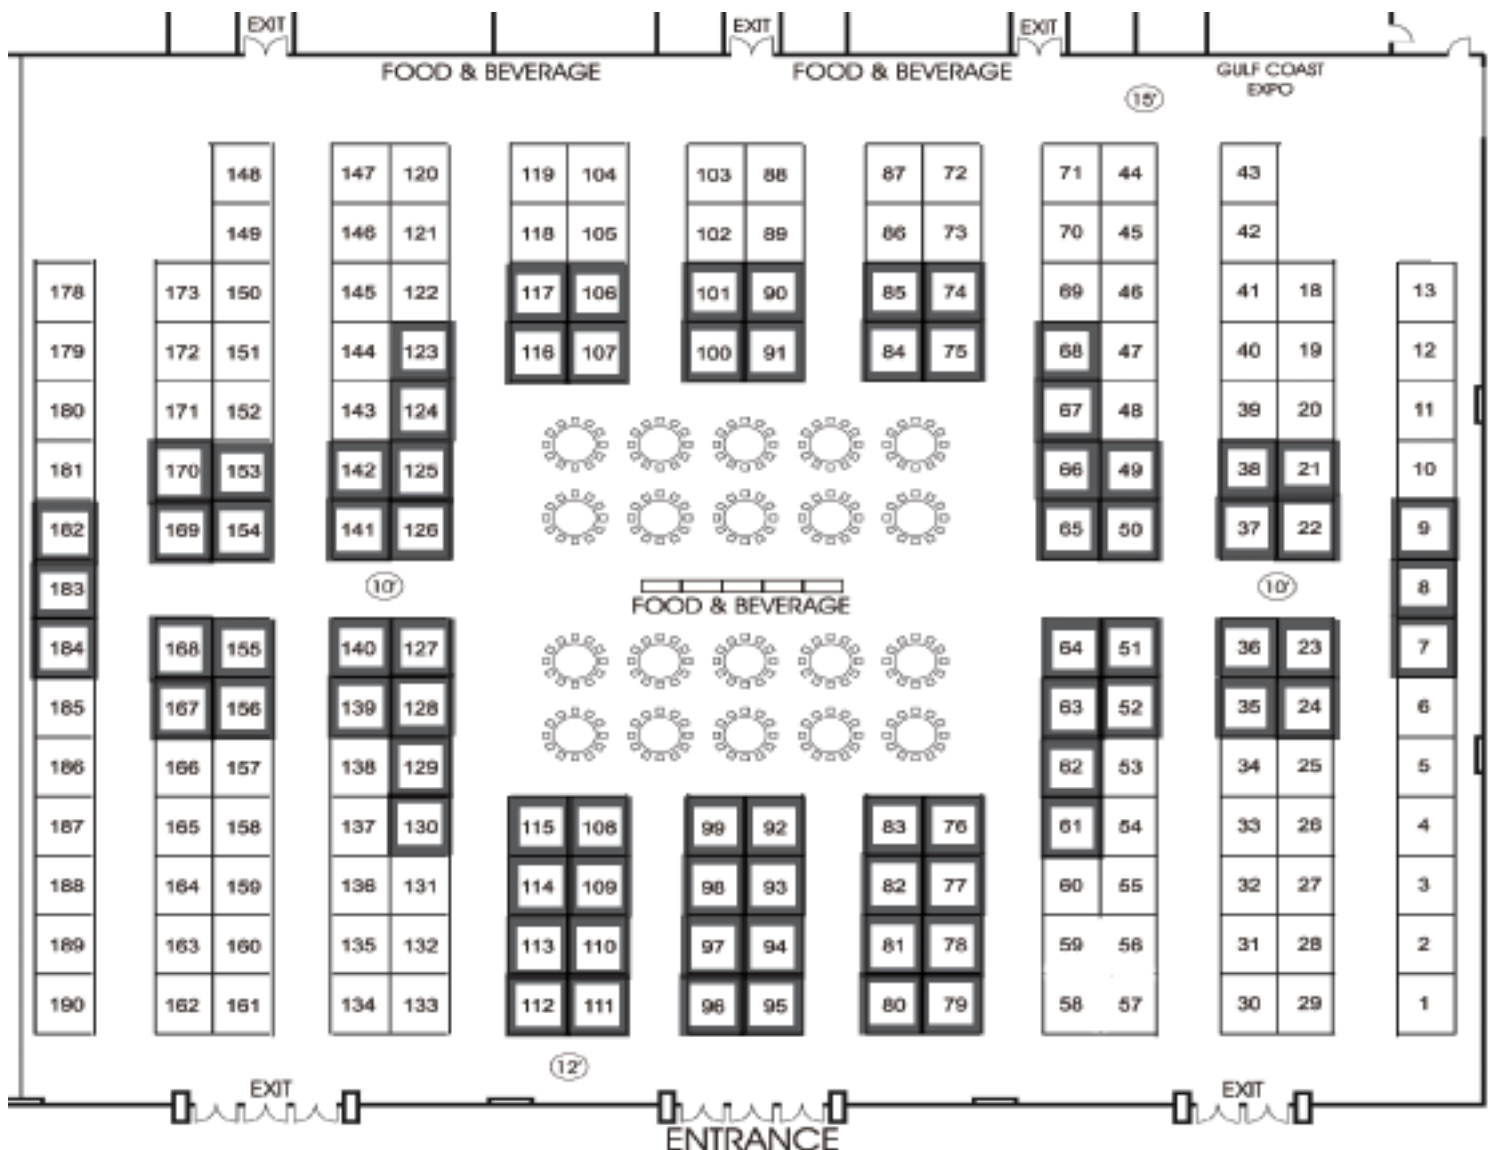 EXIT EXIT EXIT
FOOD & BEVERAGE FOOD & BEVERAGE GULF COAST
EXPO
15'
148 147 120 119 104 103 88 87 72 71 44 43
149 146 121 118 105 102 89 86 73 70 45 42
178 173 150 145 122 117 106 101 90 85 74 69 46 41 18 13
179 172 151 144 123 116 107 100 91 84 75 68 47 40 19 12
180 171 152 143 124 67 48 39 20 11
181 170 153 142 125 66 49 38 21 10
182 169 154 141 126 65 50 37 22 9
183 10' 10' 8
FOOD & BEVERAGE
184 168 155 140 127 64 51 36 23 7
185 167 156 139 128 63 52 35 24 6
186 166 157 138 129 62 53 34 25 5
187 165 158 137 130 115 108 99 92 83 76 61 54 33 26 4
188 164 159 136 131 114 109 98 93 82 77 60 55 32 27 3
189 163 160 135 132 113 110 97 94 81 78 59 56 31 28 2
190 162 161 134 133 112 111 96 95 80 79 58 57 30 29 1
12'
EXIT EXIT
ENTRANCE